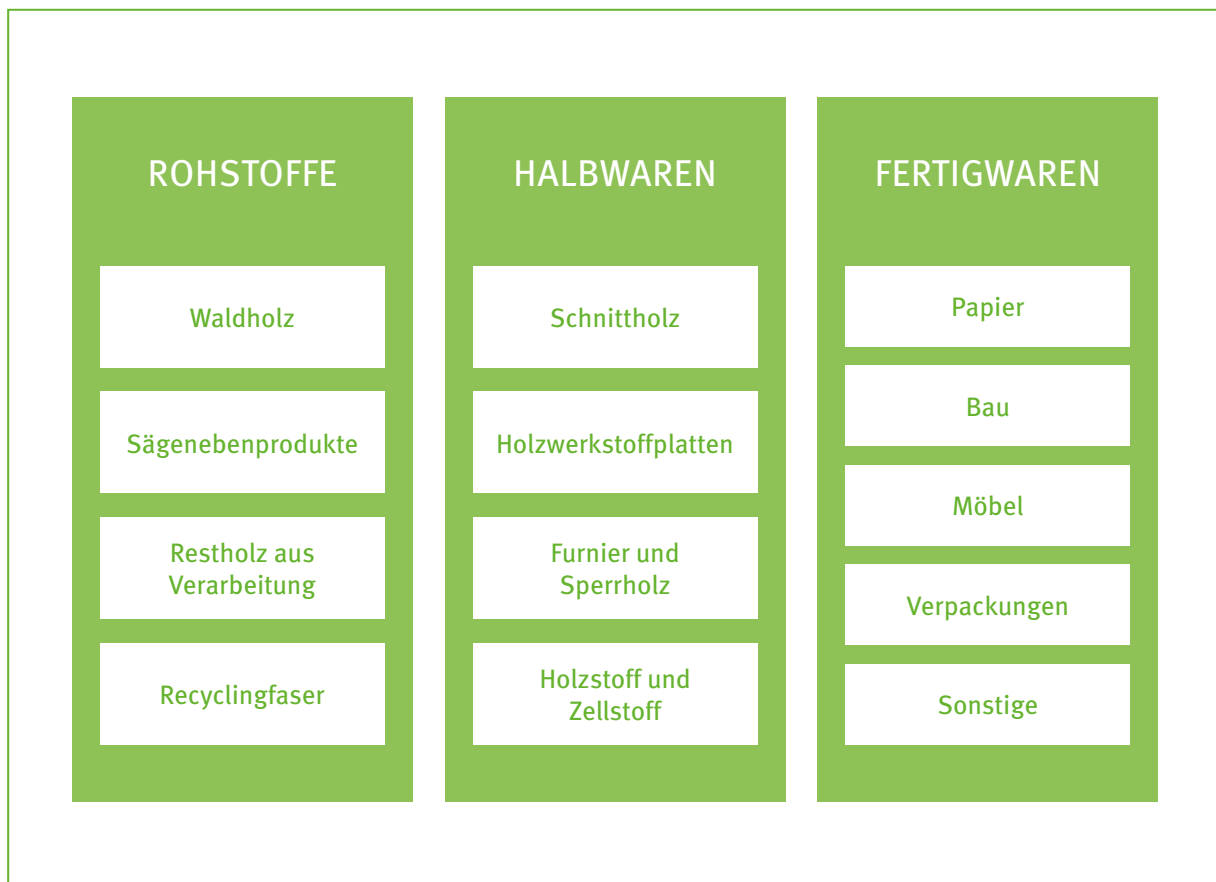 ROHSTOFFE
Waldholz
Sägenebenprodukte
Restholz aus
Verarbeitung
Recyclingfaser
HALBWAREN
Schnittholz
Holzwerkstoffplatten
Furnier und
Sperrholz
Holzstoff und
Zellstoff
FERTIGWAREN
Papier
Bau
Möbel
Verpackungen
Sonstige